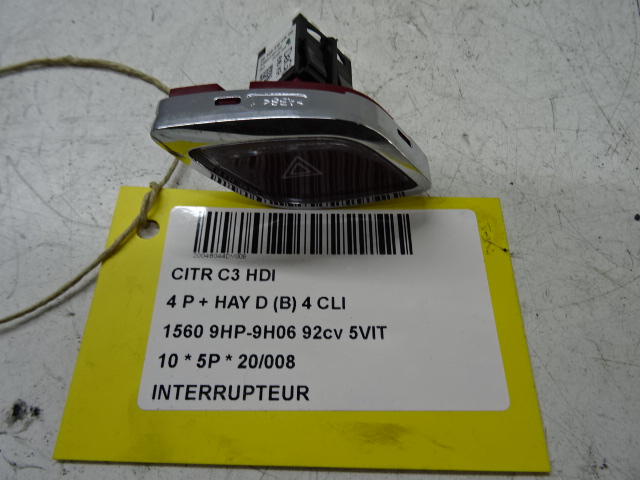 CITR C3 HDI
4 P + HAY D (B) 4 CLI
1560 9HP-9H06 92cv 5VIT
10 * 5P * 20/008
INTERRUPTEUR